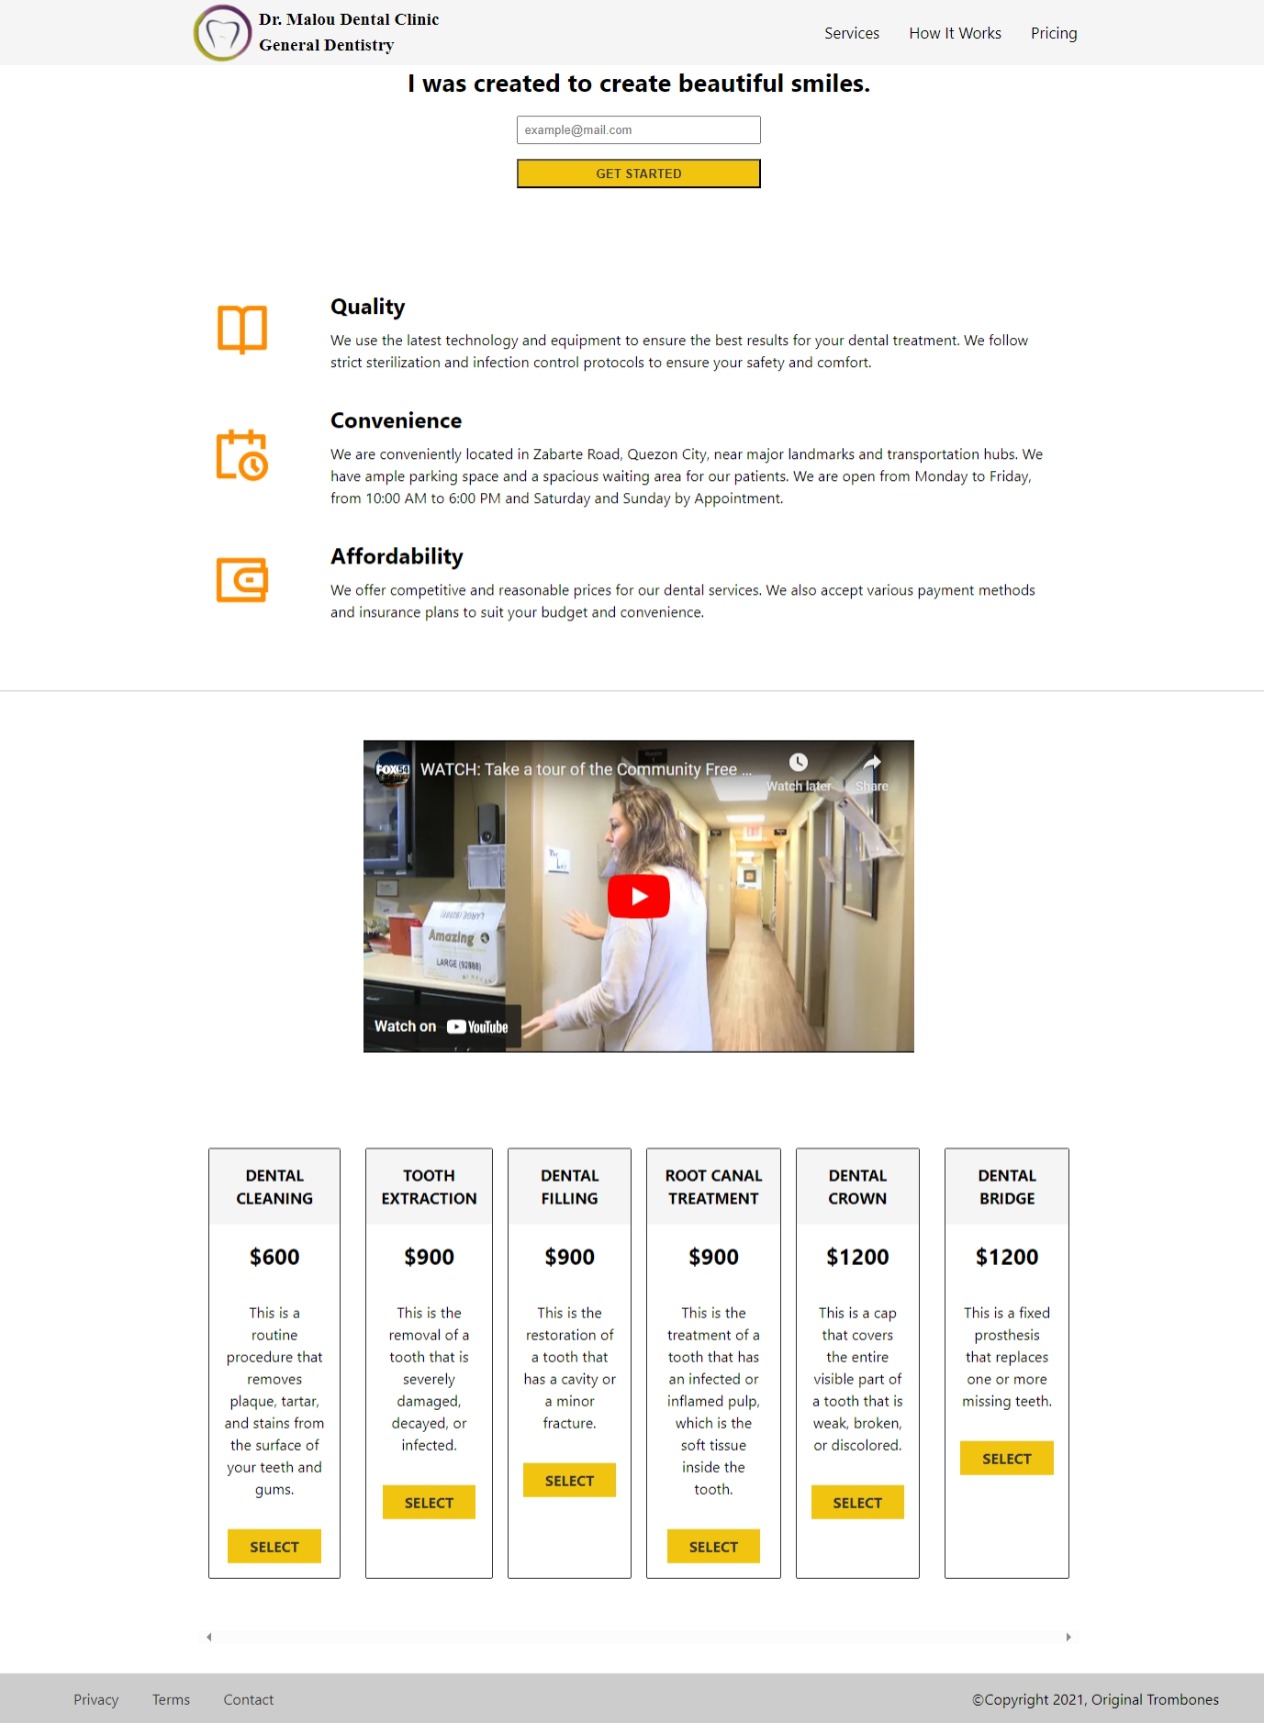 Dr. Malou Dental Clinic
General Dentistry
Services How It Works Pricing
I was created to create beautiful smiles.
example@mail.com
GET STARTED
Quality
We use the latest technology and equipment to ensure the best results for your dental treatment. We follow
strict sterilization and infection control protocols to ensure your safety and comfort.
Convenience
We are conveniently located in Zabarte Road, Quezon City, near major landmarks and transportation hubs. We
have ample parking space and a spacious waiting area for our patients. We are open from Monday to Friday,
from 10:00 AM to 6:00 PM and Saturday and Sunday by Appointment.
Affordability
We offer competitive and reasonable prices for our dental services. We also accept various payment methods
and insurance plans to suit your budget and convenience.
FOX54
WATCH: Take a tour of the Community Free ...
Watch later
Share
Amazing
LARGE (92888)
Watch on YouTube
DENTAL
CLEANING
$600
This is a
routine
procedure that
removes
plaque, tartar,
and stains from
the surface of
your teeth and
gums.
SELECT
TOOTH
EXTRACTION
$900
This is the
removal of a
tooth that is
severely
damaged,
decayed, or
infected.
SELECT
DENTAL
FILLING
$900
This is the
restoration of
a tooth that
has a cavity or
a minor
fracture.
SELECT
ROOT CANAL
TREATMENT
$900
This is the
treatment of a
tooth that has
an infected or
inflamed pulp,
which is the
soft tissue
inside the
tooth.
SELECT
DENTAL
CROWN
$1200
This is a cap
that covers
the entire
visible part of
a tooth that is
weak, broken,
or discolored.
SELECT
DENTAL
BRIDGE
$1200
This is a fixed
prosthesis
that replaces
one or more
missing teeth.
SELECT
Privacy Terms Contact
©Copyright 2021, Original Trombones